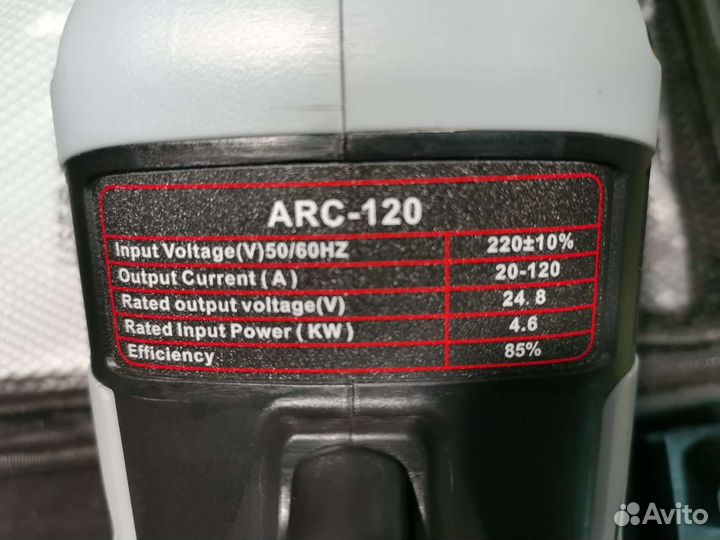 ARC-120
Input Voltage(V)50/60HZ 220±10%
Output Current ( A ) 20-120
Rated output voltage(V) 24. 8
Rated Input Power ( KW ) 4.6
Efficiency 85%
Avito